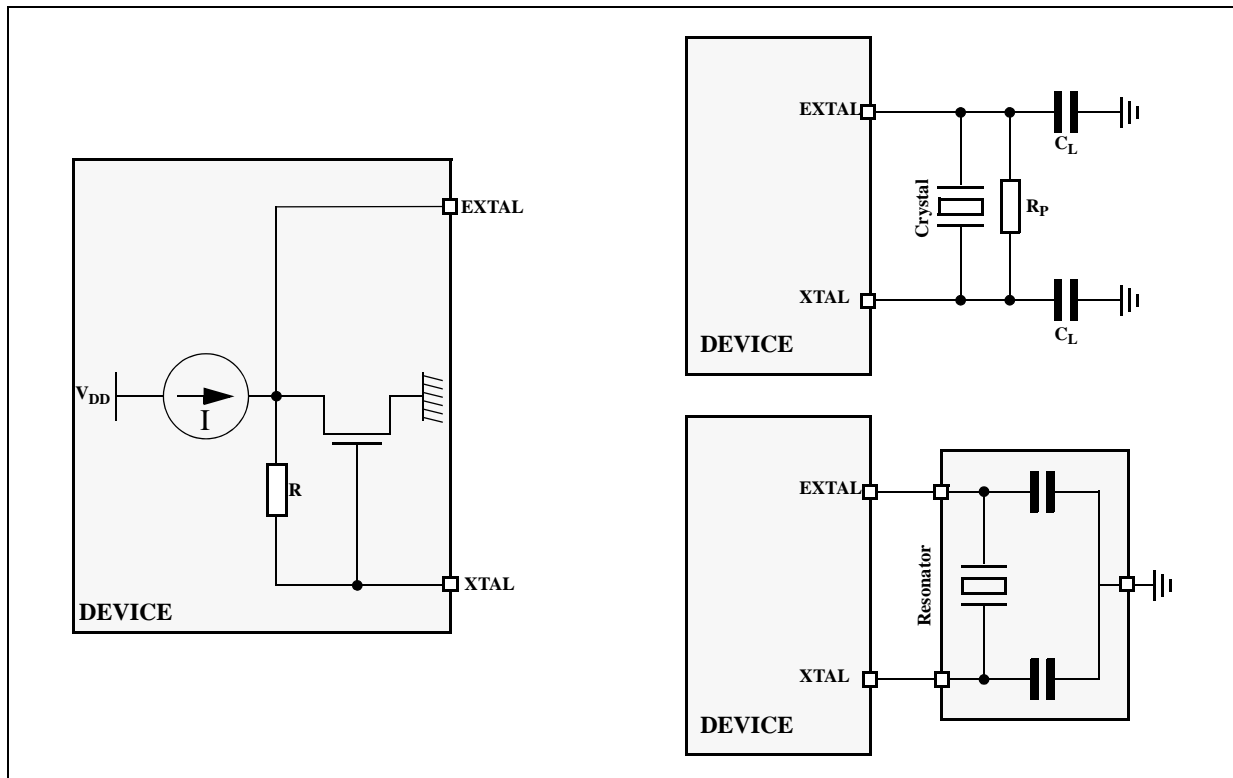 EXTAL
V_DD
I
R
XTAL
DEVICE
EXTAL
C_L
Crystal
R_P
XTAL
C_L
DEVICE
EXTAL
Resonator
XTAL
DEVICE